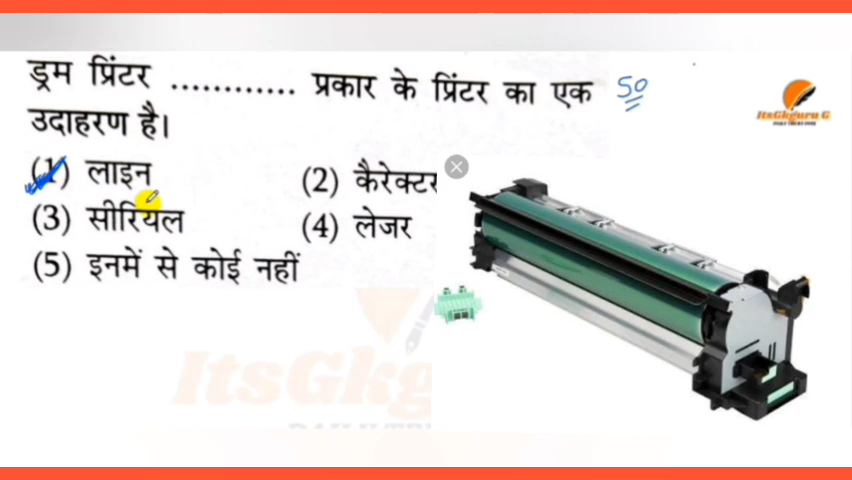 ड्रम प्रिंटर ............ प्रकार के प्रिंटर का एक 50
उदाहरण है।
(1) लाइन (2) कैरेक्टर
(3) सीरियल (4) लेजर
(5) इनमें से कोई नहीं
ItsGkguru G
ItsGkg